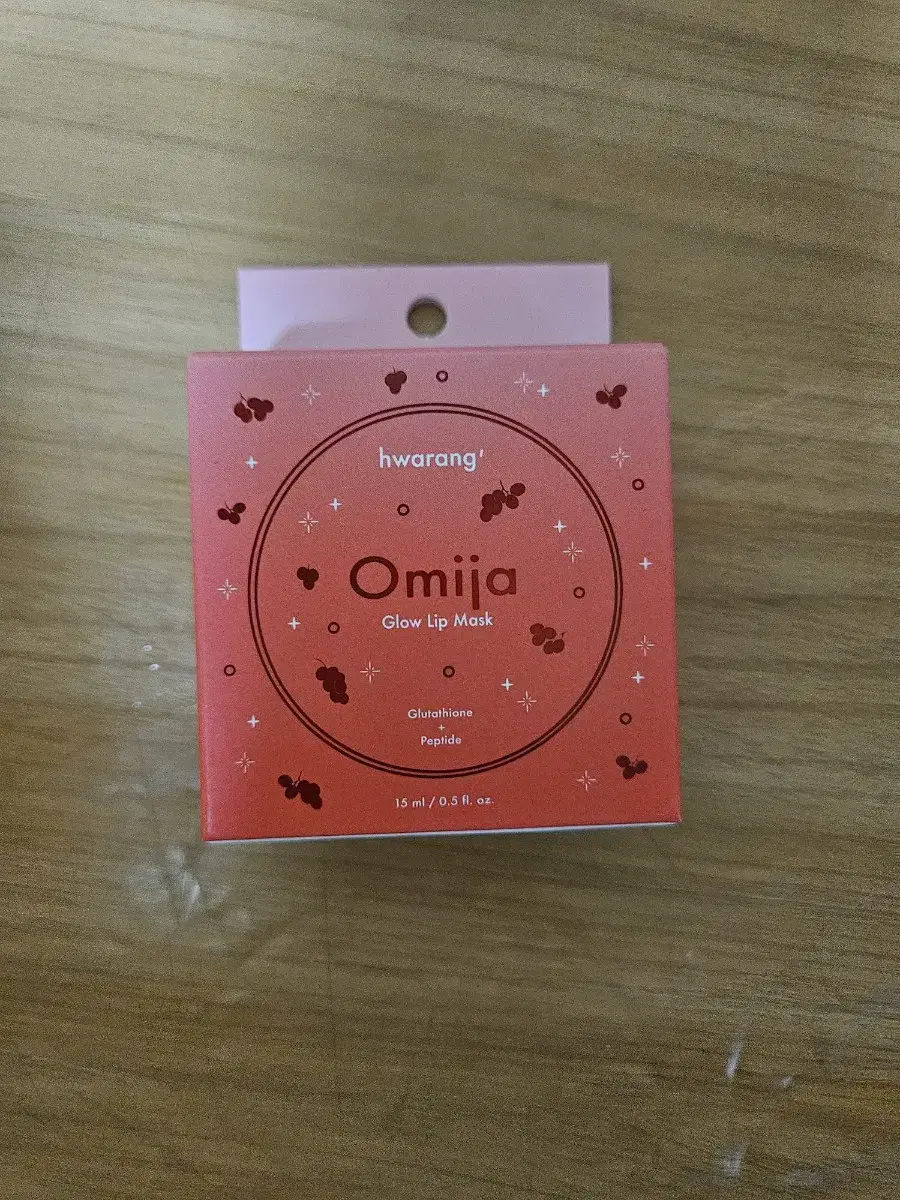 hwarang'
Omija
Glow Lip Mask
Glutathione
+
Peptide
15 ml / 0.5 fl. oz.